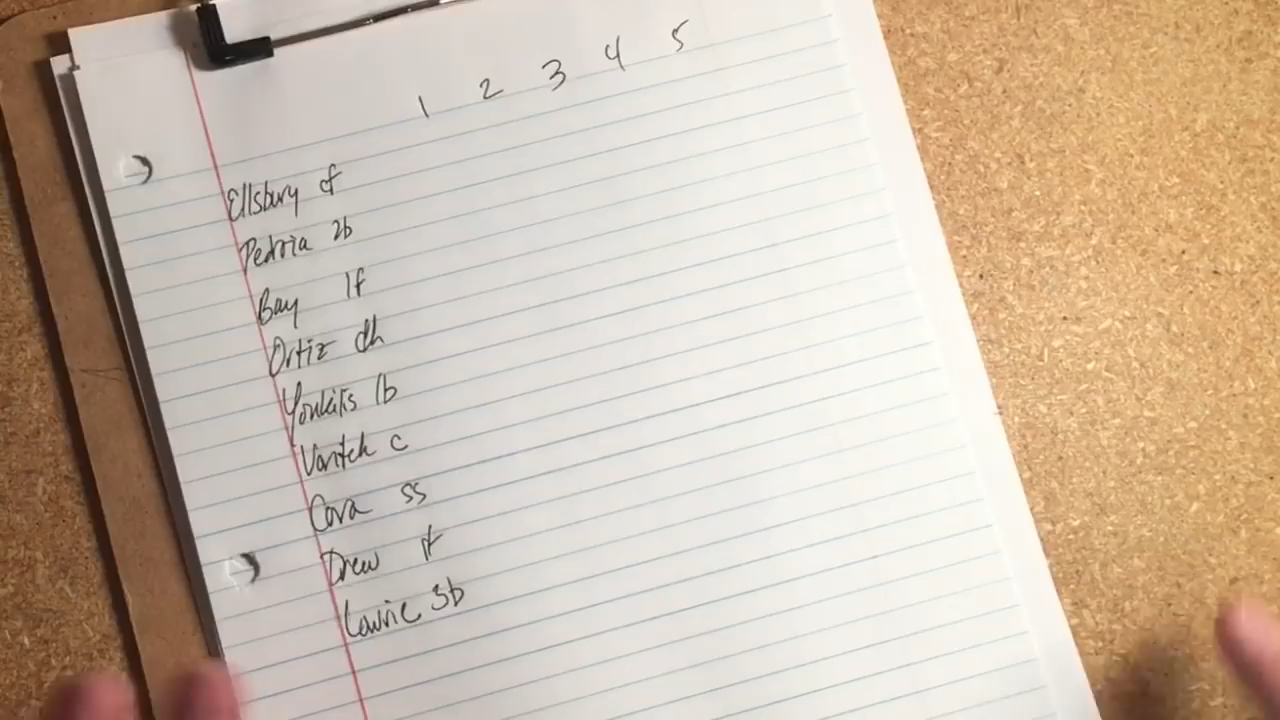 1 2 3 4 5
Ellsbury cf
Pedroia 2b
Bay lf
Ortiz dh
Youkilis 1b
Varitek c
Cora ss
Drew rf
Lowrie 3b